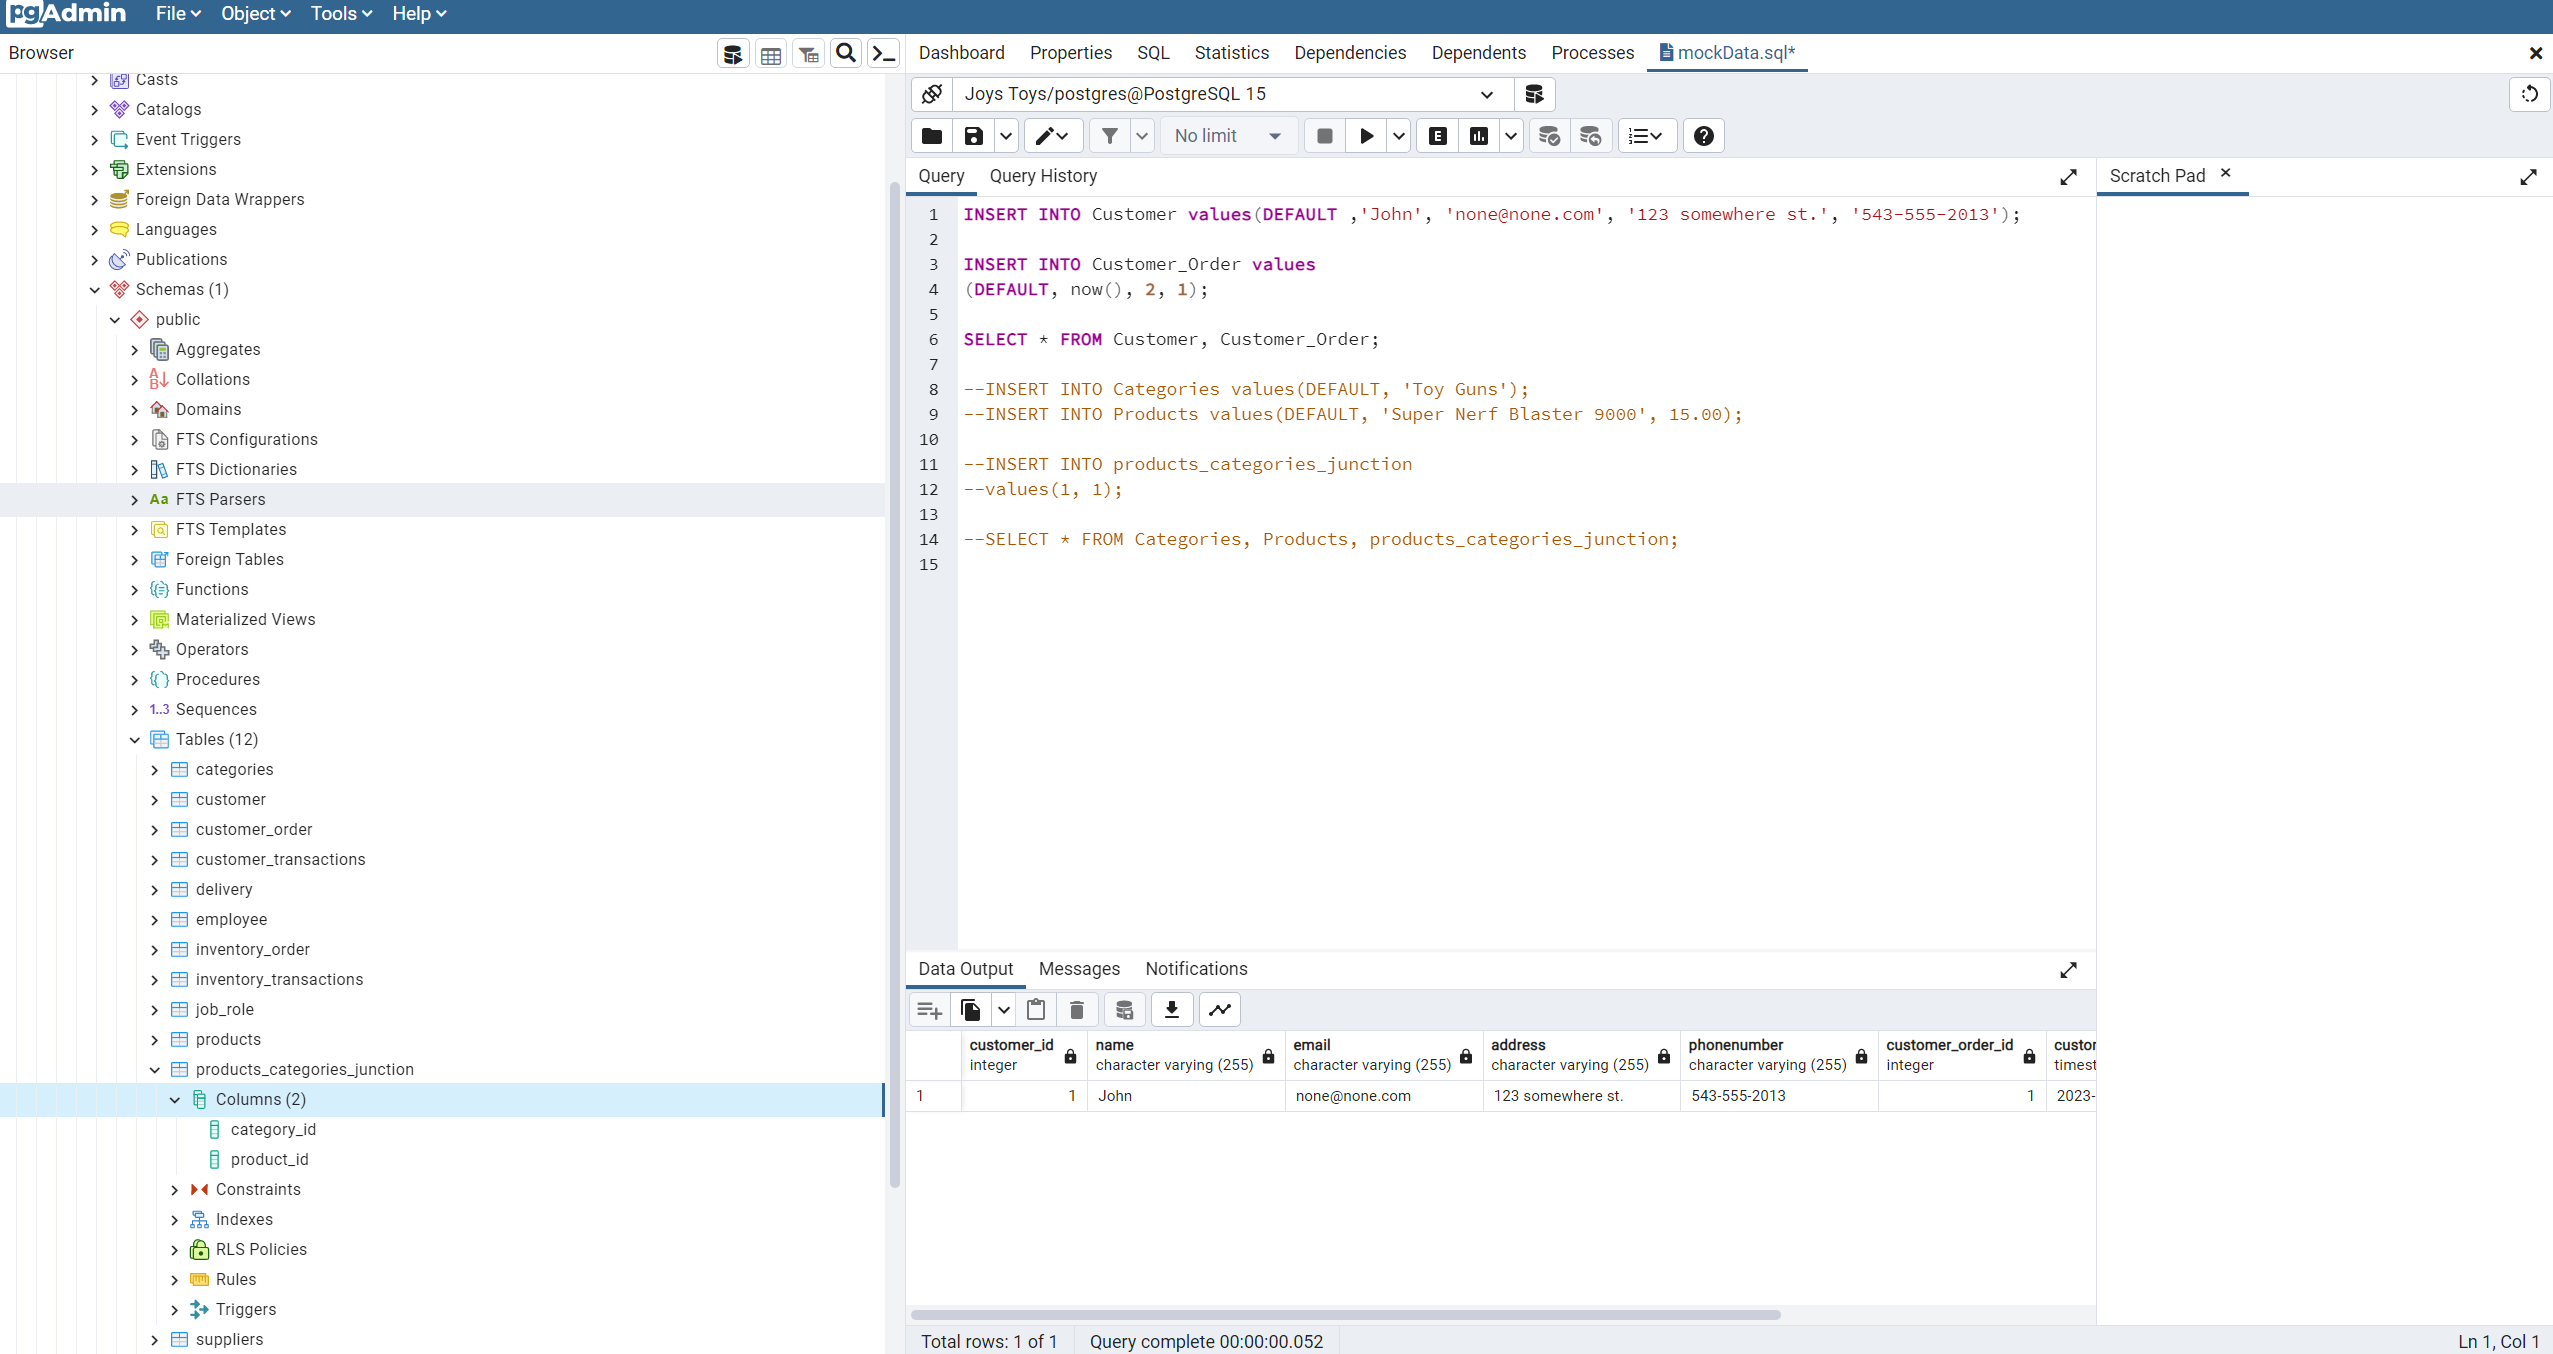 pgAdmin
File Object Tools Help
Browser
Casts
Catalogs
Event Triggers
Extensions
Foreign Data Wrappers
Languages
Publications
Schemas (1)
public
Aggregates
Collations
Domains
FTS Configurations
FTS Dictionaries
Aa FTS Parsers
FTS Templates
Foreign Tables
Functions
Materialized Views
Operators
Procedures
1..3 Sequences
Tables (12)
categories
customer
customer_order
customer_transactions
delivery
employee
inventory_order
inventory_transactions
job_role
products
products_categories_junction
Columns (2)
category_id
product_id
Constraints
Indexes
RLS Policies
Rules
Triggers
suppliers
Dashboard Properties SQL Statistics Dependencies Dependents Processes mockData.sql*
Joys Toys/postgres@PostgreSQL 15
No limit
E
Query Query History
Scratch Pad
1 INSERT INTO Customer values(DEFAULT ,'John', 'none@none.com', '123 somewhere st.', '543-555-2013');
2
3 INSERT INTO Customer_Order values
4 (DEFAULT, now(), 2, 1);
5
6 SELECT * FROM Customer, Customer_Order;
7
8 --INSERT INTO Categories values(DEFAULT, 'Toy Guns');
9 --INSERT INTO Products values(DEFAULT, 'Super Nerf Blaster 9000', 15.00);
10
11 --INSERT INTO products_categories_junction
12 --values(1, 1);
13
14 --SELECT * FROM Categories, Products, products_categories_junction;
15
Data Output Messages Notifications
customer_id name email address phonenumber customer_order_id custor
integer character varying (255) character varying (255) character varying (255) character varying (255) integer timest
1 1 John none@none.com 123 somewhere st. 543-555-2013 1 2023-
Total rows: 1 of 1 Query complete 00:00:00.052 Ln 1, Col 1